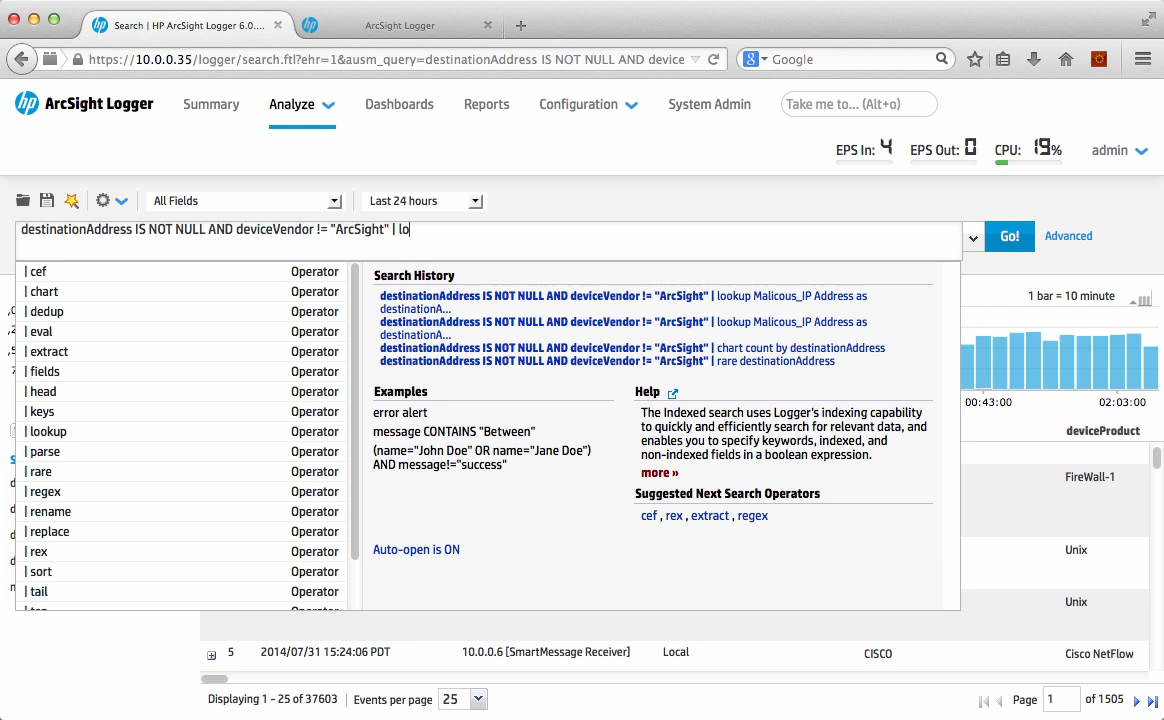 Search | HP ArcSight Logger 6.0....
ArcSight Logger
https://10.0.0.35/logger/search.ftl?ehr=1&ausm_query=destinationAddress IS NOT NULL AND device
Google
hp ArcSight Logger
Summary
Analyze
Dashboards
Reports
Configuration
System Admin
Take me to... (Alt+o)
EPS In: 4
EPS Out: 0
CPU: 19%
admin
All Fields
Last 24 hours
destinationAddress IS NOT NULL AND deviceVendor != "ArcSight" | lo
Go!
Advanced
| cef Operator
| chart Operator
| dedup Operator
| eval Operator
| extract Operator
| fields Operator
| head Operator
| keys Operator
| lookup Operator
| parse Operator
| rare Operator
| regex Operator
| rename Operator
| replace Operator
| rex Operator
| sort Operator
| tail Operator
Search History
destinationAddress IS NOT NULL AND deviceVendor != "ArcSight" | lookup Malicous_IP Address as
destinationA...
destinationAddress IS NOT NULL AND deviceVendor != "ArcSight" | lookup Malicous_IP Address as
destinationA...
destinationAddress IS NOT NULL AND deviceVendor != "ArcSight" | chart count by destinationAddress
destinationAddress IS NOT NULL AND deviceVendor != "ArcSight" | rare destinationAddress
Examples
error alert
message CONTAINS "Between"
(name="John Doe" OR name="Jane Doe")
AND message!="success"
Auto-open is ON
Help
The Indexed search uses Logger's indexing capability
to quickly and efficiently search for relevant data, and
enables you to specify keywords, indexed, and
non-indexed fields in a boolean expression.
more »
Suggested Next Search Operators
cef , rex , extract , regex
1 bar = 10 minute
00:43:00
02:03:00
deviceProduct
FireWall-1
Unix
Unix
5 2014/07/31 15:24:06 PDT 10.0.0.6 [SmartMessage Receiver] Local CISCO Cisco NetFlow
Displaying 1 - 25 of 37603 | Events per page 25
Page 1 of 1505